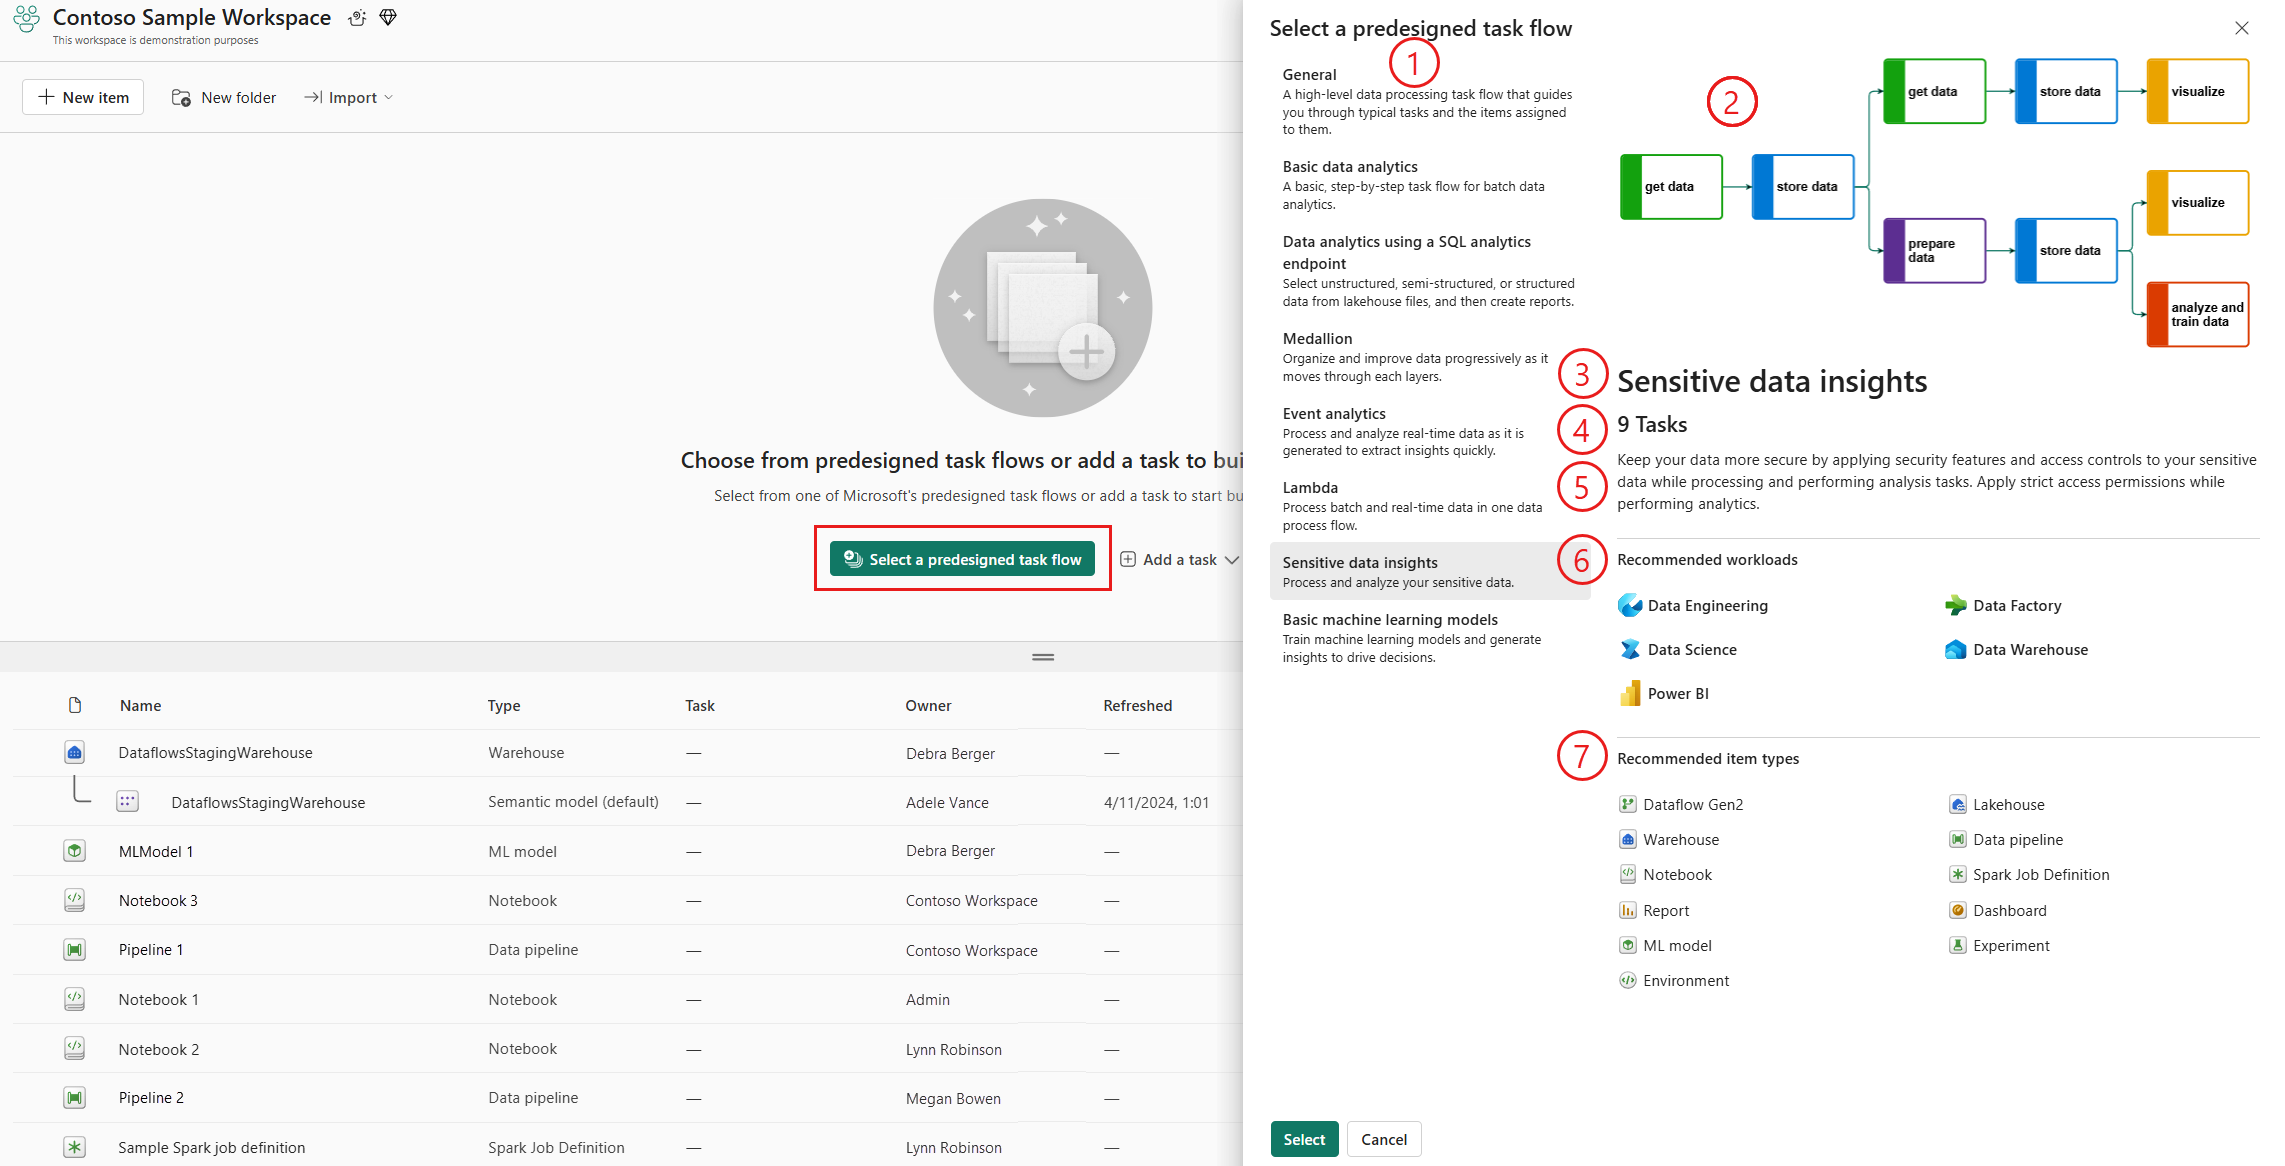 Contoso Sample Workspace
This workspace is demonstration purposes
New item
New folder
Import
Choose from predesigned task flows or add a task to bui
Select from one of Microsoft's predesigned task flows or add a task to start bu
Select a predesigned task flow
Add a task
Name Type Task Owner Refreshed
DataflowsStagingWarehouse Warehouse — Debra Berger —
DataflowsStagingWarehouse Semantic model (default) — Adele Vance 4/11/2024, 1:01
MLModel 1 ML model — Debra Berger —
Notebook 3 Notebook — Contoso Workspace —
Pipeline 1 Data pipeline — Contoso Workspace —
Notebook 1 Notebook — Admin —
Notebook 2 Notebook — Lynn Robinson —
Pipeline 2 Data pipeline — Megan Bowen —
Sample Spark job definition Spark Job Definition — Lynn Robinson —
Select a predesigned task flow
1
General
A high-level data processing task flow that guides
you through typical tasks and the items assigned
to them.
Basic data analytics
A basic, step-by-step task flow for batch data
analytics.
Data analytics using a SQL analytics
endpoint
Select unstructured, semi-structured, or structured
data from lakehouse files, and then create reports.
Medallion
Organize and improve data progressively as it
moves through each layers.
Event analytics
Process and analyze real-time data as it is
generated to extract insights quickly.
Lambda
Process batch and real-time data in one data
process flow.
Sensitive data insights
Process and analyze your sensitive data.
Basic machine learning models
Train machine learning models and generate
insights to drive decisions.
2
get data
store data
get data
store data
visualize
prepare
data
store data
visualize
analyze and
train data
3
Sensitive data insights
4
9 Tasks
5
Keep your data more secure by applying security features and access controls to your sensitive
data while processing and performing analysis tasks. Apply strict access permissions while
performing analytics.
6
Recommended workloads
Data Engineering Data Factory
Data Science Data Warehouse
Power BI
7
Recommended item types
Dataflow Gen2 Lakehouse
Warehouse Data pipeline
Notebook Spark Job Definition
Report Dashboard
ML model Experiment
Environment
Select Cancel